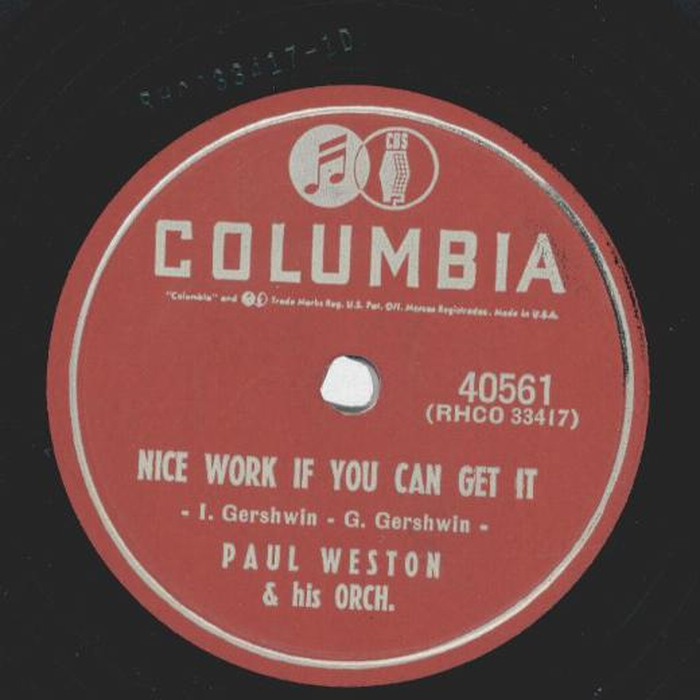 33417-1D
CBS
COLUMBIA
"Columbia" and Trade Marks Reg. U.S. Pat. Off. Marcas Registradas. Made in U.S.A.
40561
(RHCO 33417)
NICE WORK IF YOU CAN GET IT
- I. Gershwin - G. Gershwin -
PAUL WESTON
& his ORCH.